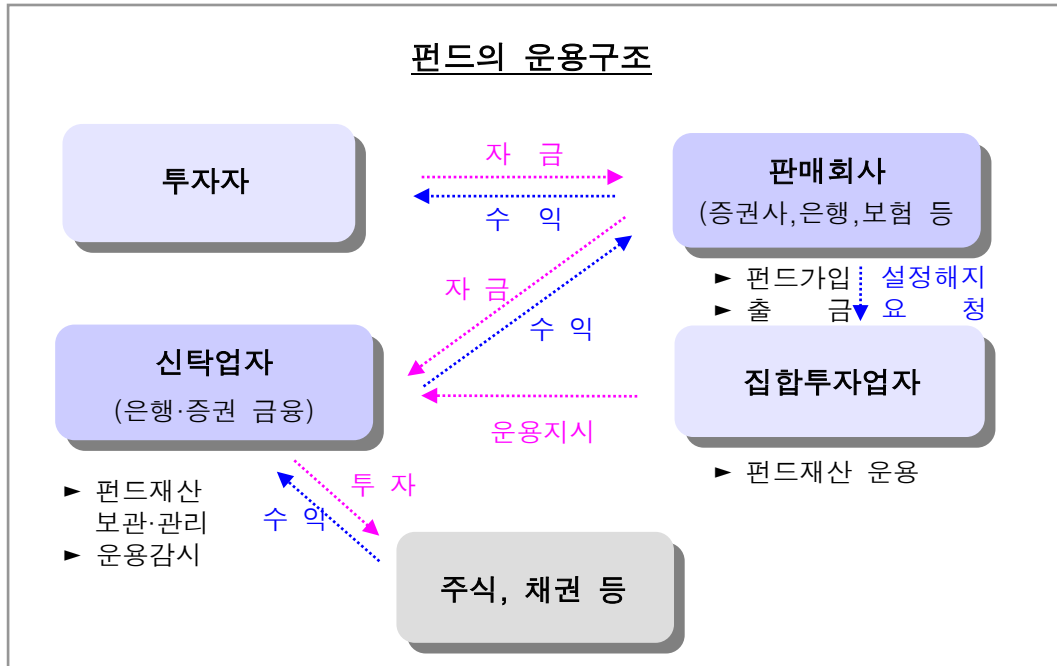 펀드의 운용구조
투자자
자 금
수 익
판매회사
(증권사,은행,보험 등
► 펀드가입
► 출 금
설정해지
요 청
자 금
수 익
신탁업자
(은행·증권 금융)
집합투자업자
운용지시
► 펀드재산 운용
► 펀드재산
보관·관리
► 운용감시
투 자
수 익
주식, 채권 등